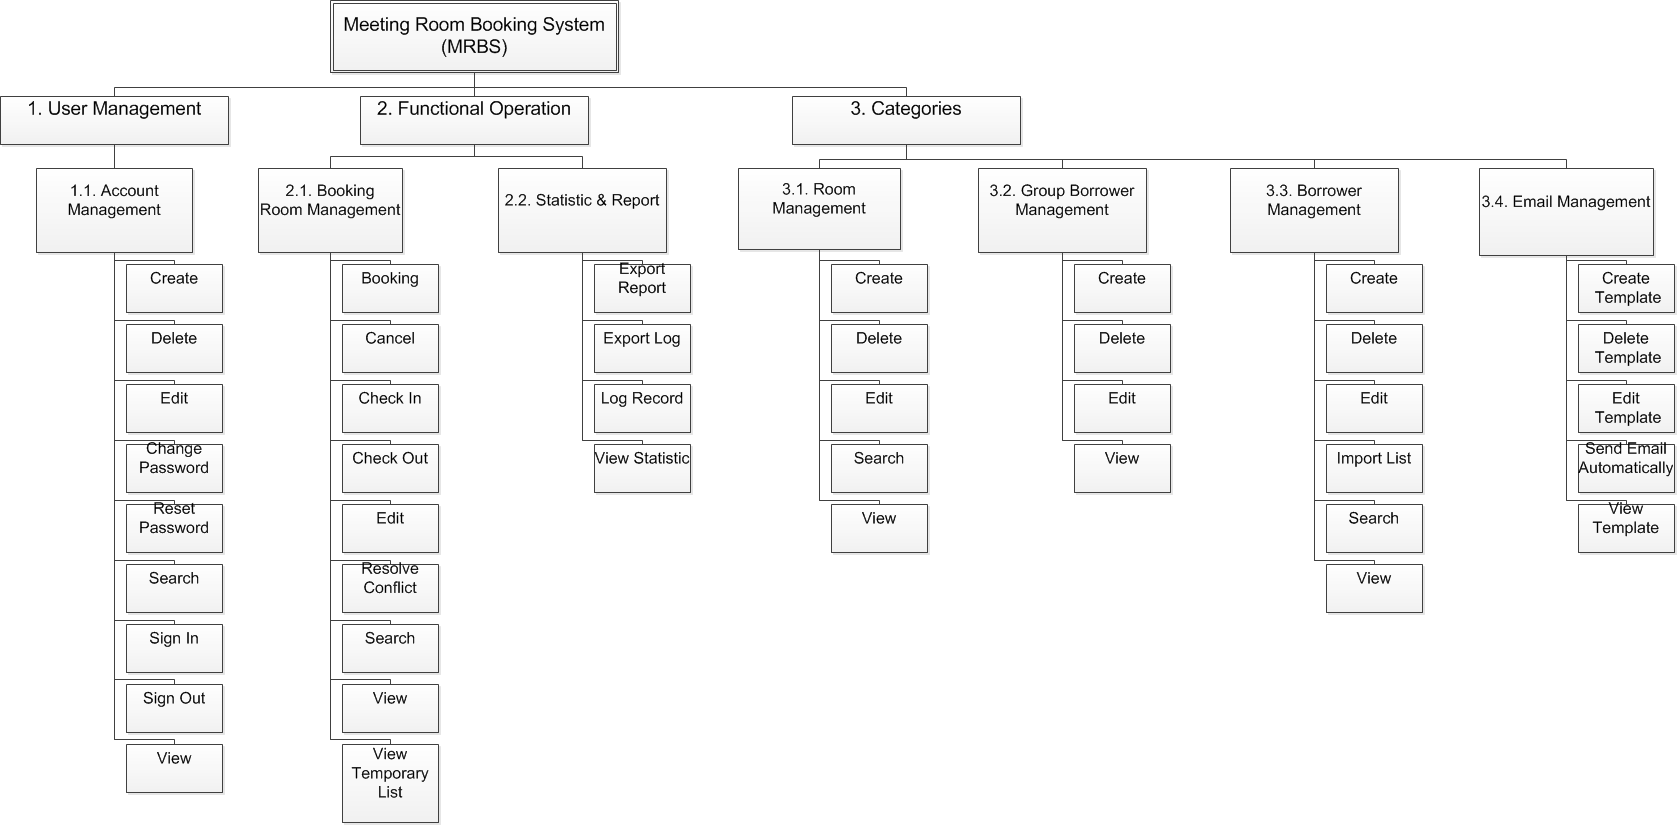 Meeting Room Booking System
(MRBS)
1. User Management
2. Functional Operation
3. Categories
1.1. Account
Management
2.1. Booking
Room Management
2.2. Statistic & Report
3.1. Room
Management
3.2. Group Borrower
Management
3.3. Borrower
Management
3.4. Email Management
Create
Delete
Edit
Change
Password
Reset
Password
Search
Sign In
Sign Out
View
Booking
Cancel
Check In
Check Out
Edit
Resolve
Conflict
Search
View
View
Temporary
List
Export
Report
Export Log
Log Record
View Statistic
Create
Delete
Edit
Search
View
Create
Delete
Edit
View
Create
Delete
Edit
Import List
Search
View
Create
Template
Delete
Template
Edit
Template
Send Email
Automatically
View
Template